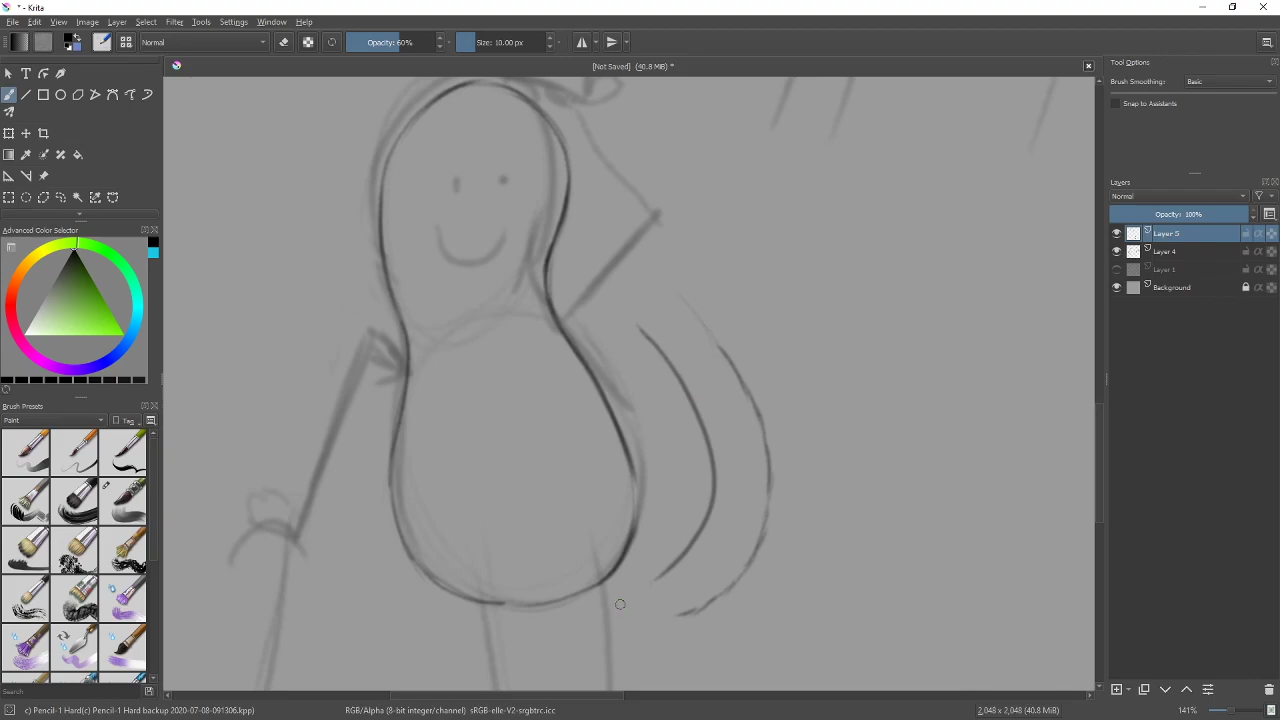 - Krita
File Edit View Image Layer Select Filter Tools Settings Window Help
Normal Opacity: 60% Size: 10.00 px
[Not Saved] (40.8 MiB) *
Tool Options
Brush Smoothing: Basic
Snap to Assistants
Layers
Normal
Opacity: 100%
Layer 5
Layer 4
Layer 1
Background
Advanced Color Selector
Brush Presets
Paint Tag
Search
c) Pencil-1 Hard(c) Pencil-1 Hard backup 2020-07-08-091306.kpp) RGB/Alpha (8-bit integer/channel) sRGB-elle-V2-srgbtrc.icc 2,048 x 2,048 (40.8 MiB) 141%